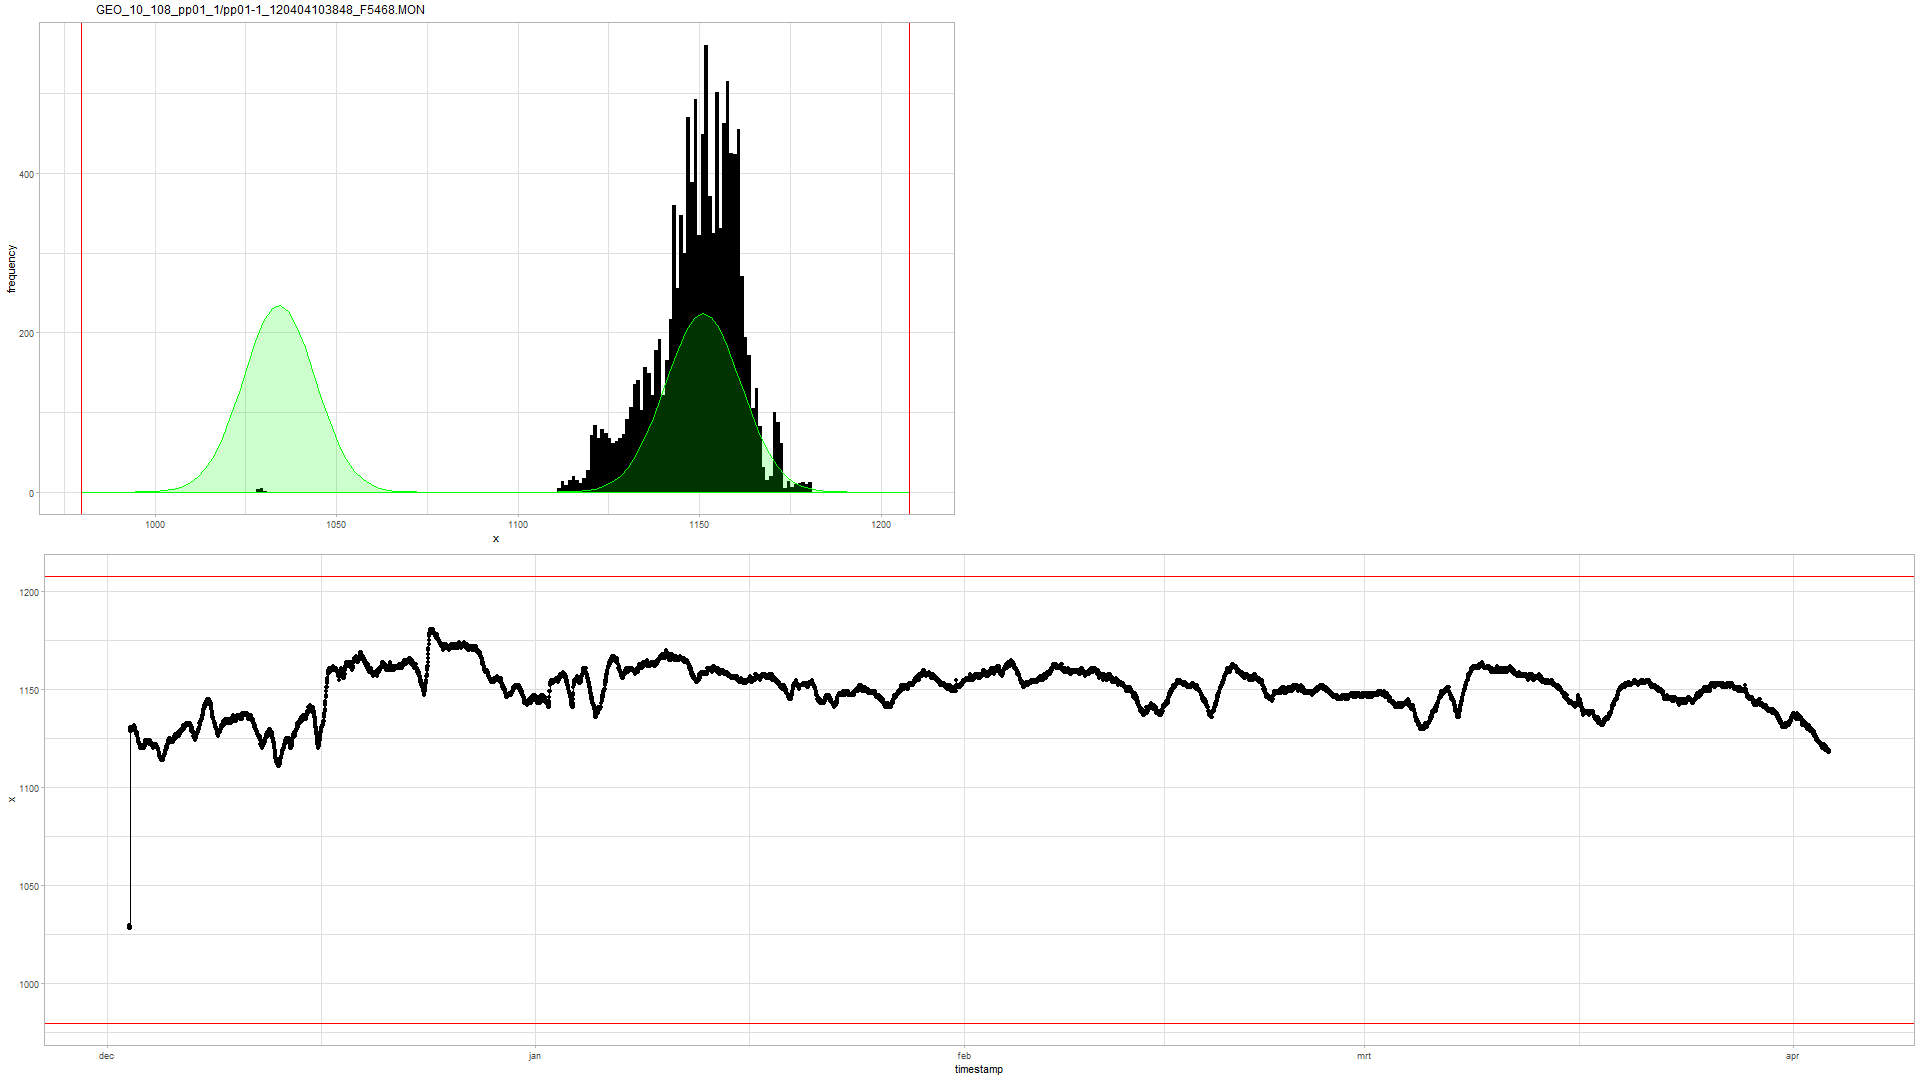 GEO_10_108_pp01_1/pp01-1_120404103848_F5468.MON
frequency
400
200
0
1000
1050
1100
1150
1200
x
x
1200
1150
1100
1050
1000
dec
jan
feb
mrt
apr
timestamp